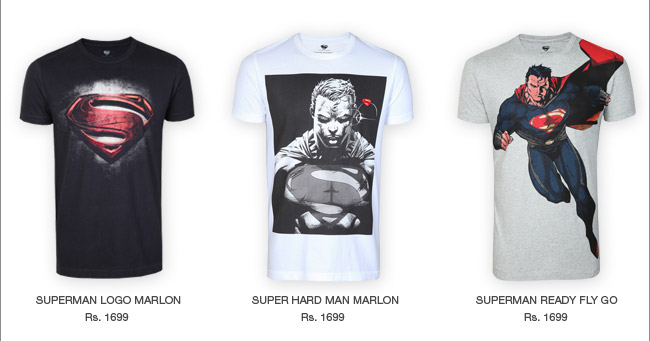 SUPERMAN LOGO MARLON
Rs. 1699
SUPER HARD MAN MARLON
Rs. 1699
SUPERMAN READY FLY GO
Rs. 1699